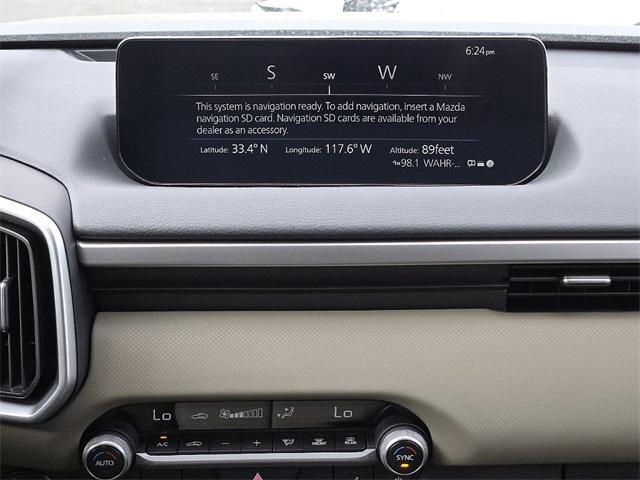 6:24pm
SE S SW W NW
This system is navigation ready. To add navigation, insert a Mazda
navigation SD card. Navigation SD cards are available from your
dealer as an accessory.
Latitude: 33.4° N Longitude: 117.6° W Altitude: 89feet
98.1 WAHR-...
Lo Lo
A/C FRONT REAR
AUTO SYNC